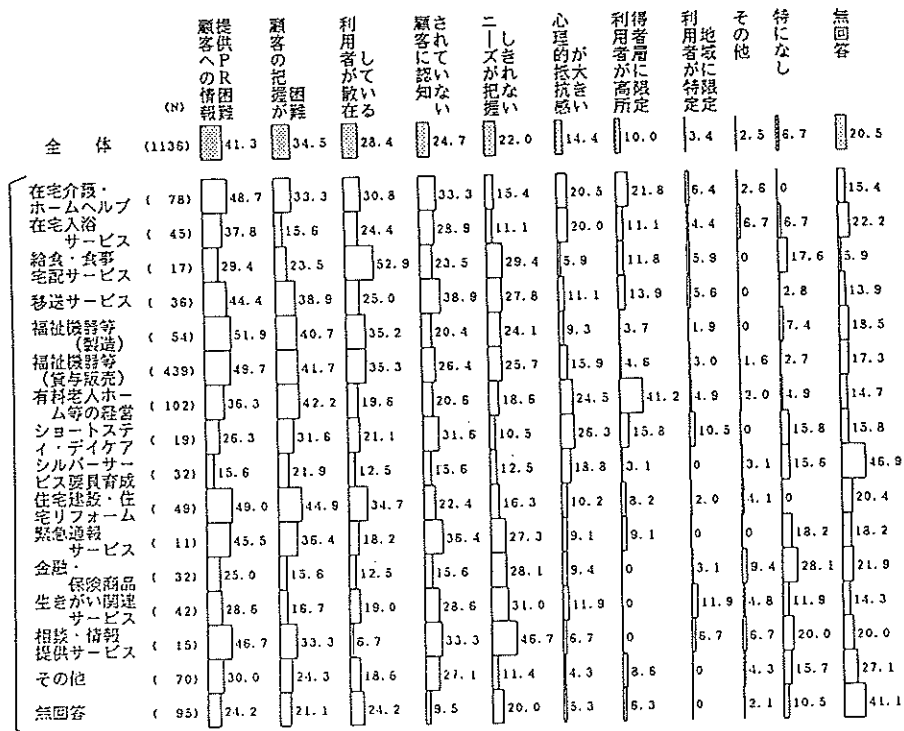 顧客への情報提供PR困難
顧客の把握が困難
利用者が散在している
顧客に認知されていない
ニーズが把握しきれない
心理的抵抗感が大きい
利用者が高所得者層に限定
利用者が特定地域に限定
その他
特になし
無回答
(N)
全体 (1136) 41.3 34.5 28.4 24.7 22.0 14.4 10.0 3.4 2.5 6.7 20.5
在宅介護・
ホームヘルプ ( 78) 48.7 33.3 30.8 33.3 15.4 20.5 21.8 6.4 2.6 0 15.4
在宅入浴
サービス ( 45) 37.8 15.6 24.4 28.9 11.1 20.0 11.1 4.4 6.7 6.7 22.2
給食・食事
宅配サービス ( 17) 29.4 23.5 52.9 23.5 29.4 5.9 11.8 5.9 0 17.6 5.9
移送サービス ( 36) 44.4 38.9 25.0 38.9 27.8 11.1 13.9 5.6 0 2.8 13.9
福祉機器等
(製造) ( 54) 51.9 40.7 35.2 20.4 24.1 9.3 3.7 1.9 0 7.4 18.5
福祉機器等
(貸与販売) (439) 49.7 41.7 35.3 26.4 25.7 15.9 4.6 3.0 1.6 2.7 17.3
有料老人ホー
ム等の経営 (102) 36.3 42.2 19.6 20.6 18.6 24.5 41.2 4.9 2.0 4.9 14.7
ショートステ
イ・デイケア ( 19) 26.3 31.6 21.1 31.6 10.5 26.3 15.8 10.5 0 15.8 15.8
シルバーサー
ビス要員育成 ( 32) 15.6 21.9 12.5 15.6 12.5 18.8 3.1 0 3.1 15.6 46.9
住宅建設・住
宅リフォーム ( 49) 49.0 44.9 34.7 22.4 16.3 10.2 8.2 2.0 4.1 0 20.4
緊急通報
サービス ( 11) 45.5 36.4 18.2 36.4 27.3 9.1 9.1 0 0 18.2 18.2
金融・
保険商品 ( 32) 25.0 15.6 12.5 15.6 28.1 9.4 0 3.1 9.4 28.1 21.9
生きがい関連
サービス ( 42) 28.6 16.7 19.0 28.6 31.0 11.9 0 11.9 4.8 11.9 14.3
相談・情報
提供サービス ( 15) 46.7 33.3 6.7 33.3 46.7 6.7 0 6.7 6.7 20.0 20.0
その他 ( 70) 30.0 24.3 18.6 27.1 11.4 4.3 8.6 0 4.3 15.7 27.1
無回答 ( 95) 24.2 21.1 24.2 9.5 20.0 5.3 6.3 0 2.1 10.5 41.1